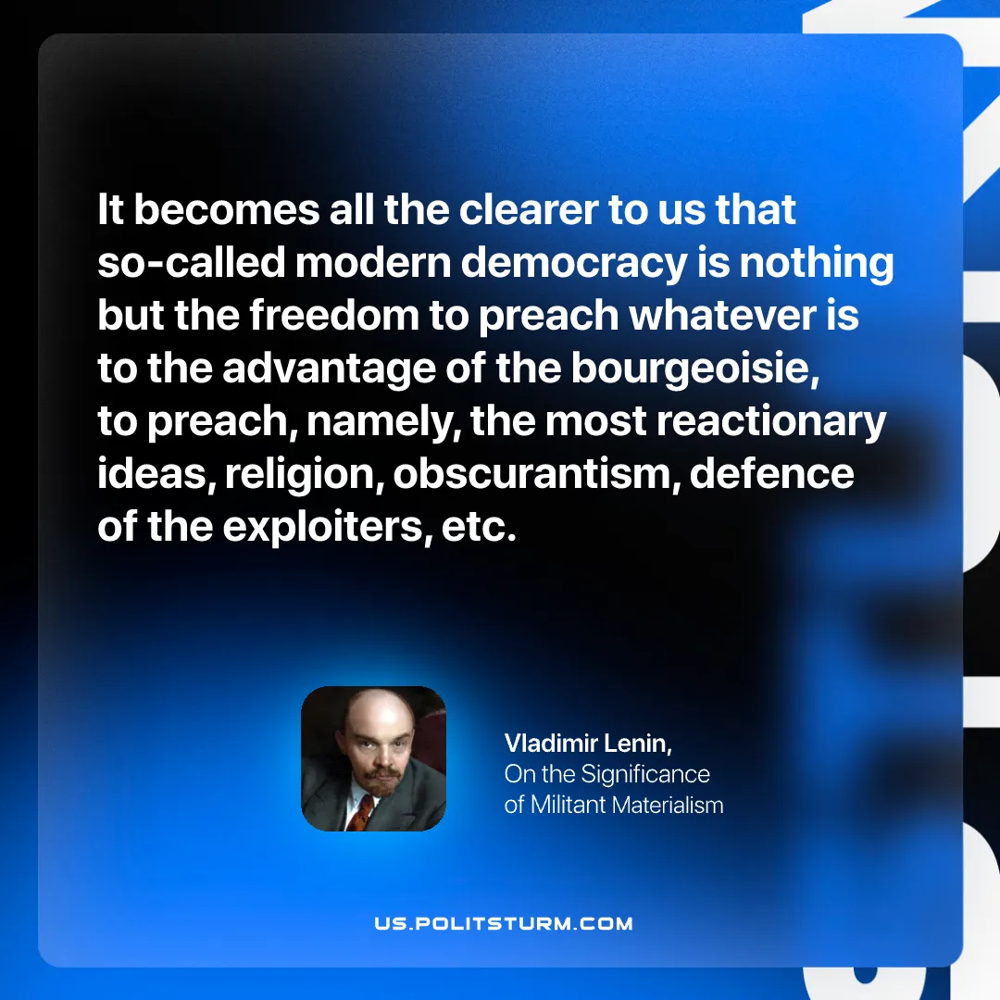 It becomes all the clearer to us that
so-called modern democracy is nothing
but the freedom to preach whatever is
to the advantage of the bourgeoisie,
to preach, namely, the most reactionary
ideas, religion, obscurantism, defence
of the exploiters, etc.
Vladimir Lenin,
On the Significance
of Militant Materialism
US.POLITSTURM.COM